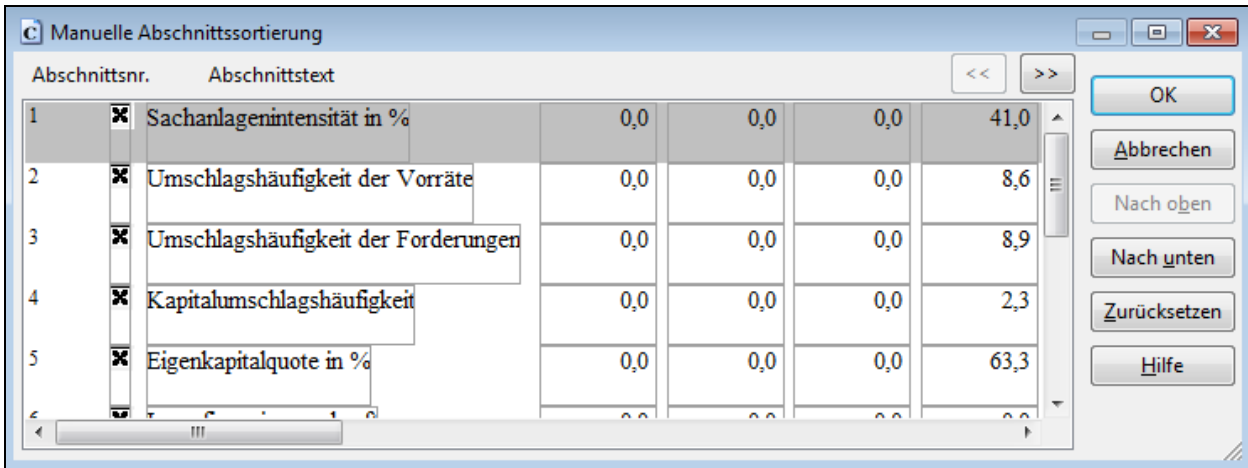 Manuelle Abschnittssortierung
Abschnittsnr. Abschnittstext << >>
1 Sachanlagenintensität in % 0,0 0,0 0,0 41,0
2 Umschlagshäufigkeit der Vorräte 0,0 0,0 0,0 8,6
3 Umschlagshäufigkeit der Forderungen 0,0 0,0 0,0 8,9
4 Kapitalumschlagshäufigkeit 0,0 0,0 0,0 2,3
5 Eigenkapitalquote in % 0,0 0,0 0,0 63,3
OK
Abbrechen
Nach oben
Nach unten
Zurücksetzen
Hilfe